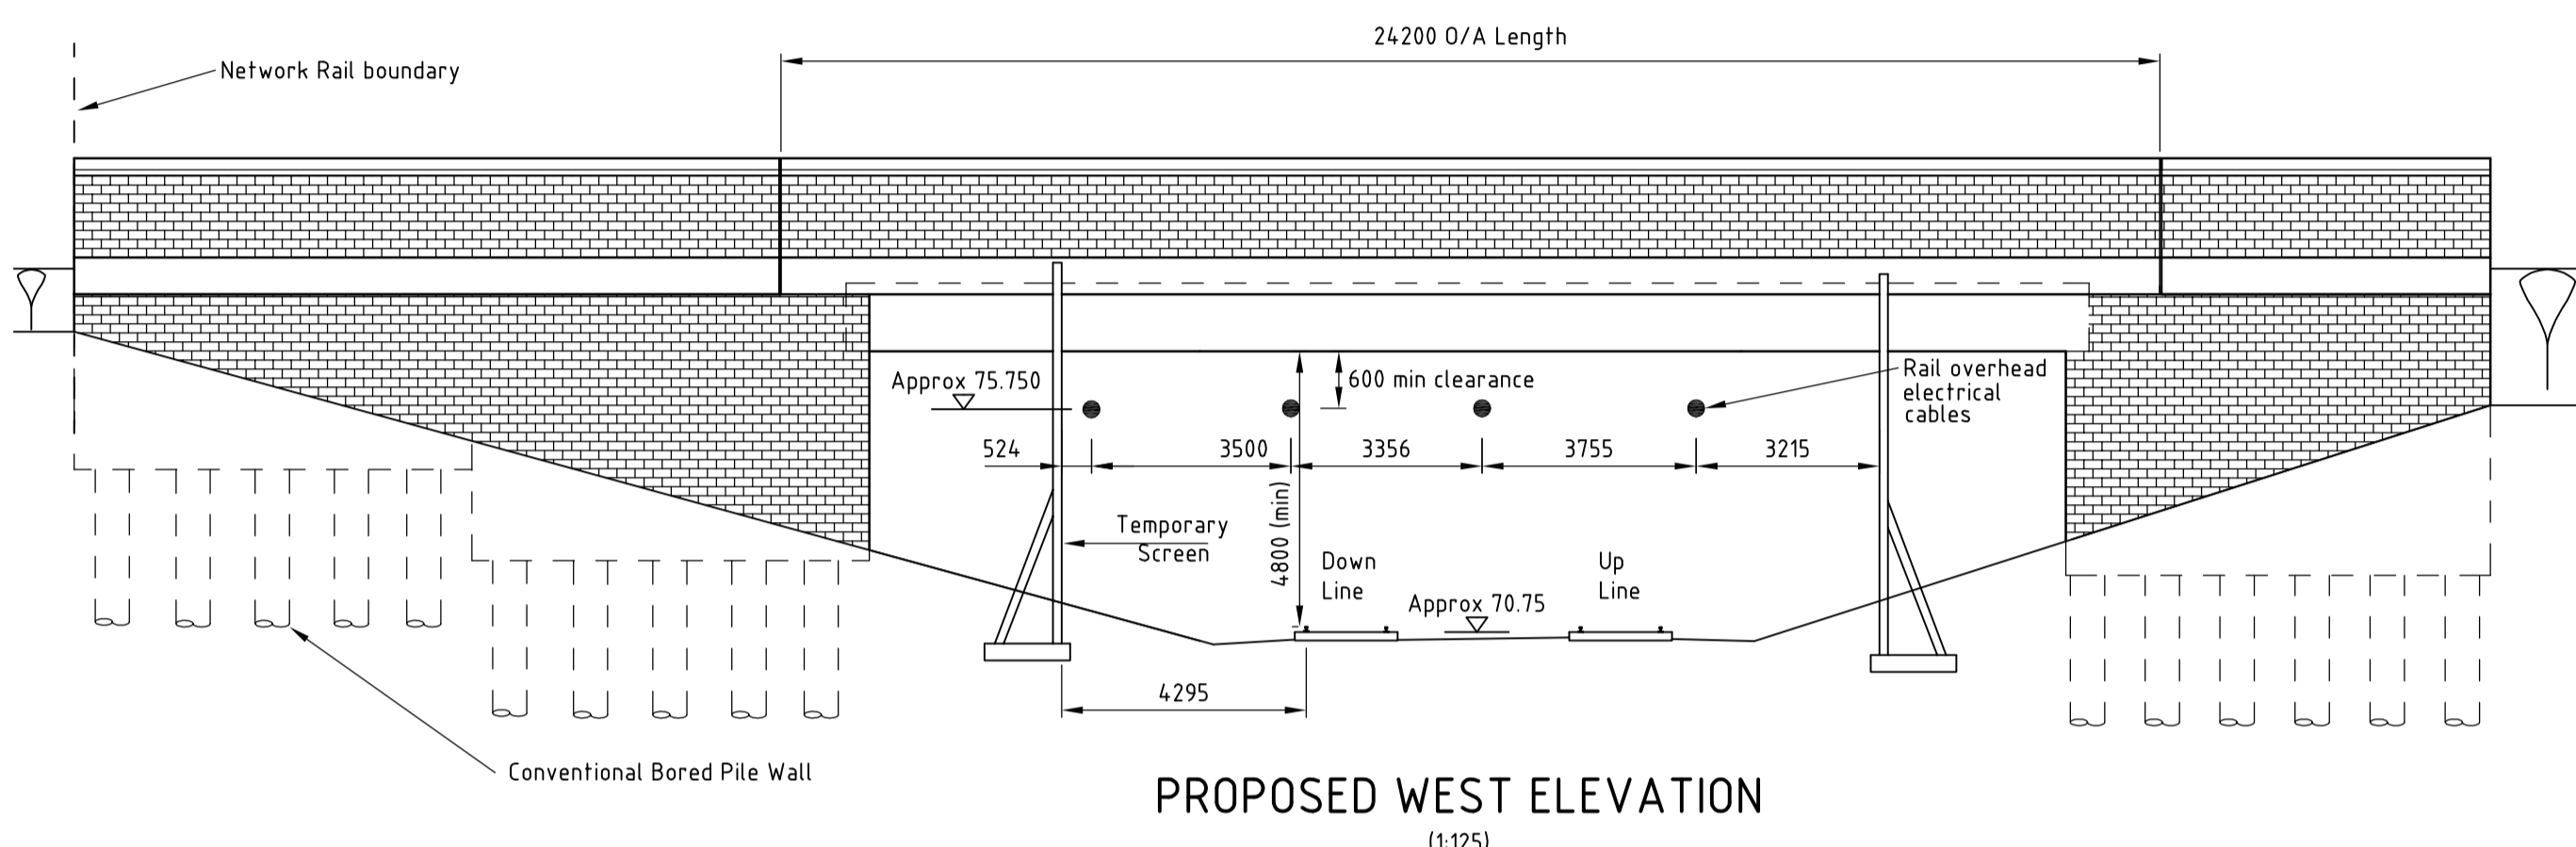 24200 O/A Length
Network Rail boundary
Approx 75.750
600 min clearance
Rail overhead
electrical
cables
524
3500
3356
3755
3215
4800 (min)
Temporary
Screen
Down
Line
Up
Line
Approx 70.75
4295
Conventional Bored Pile Wall
PROPOSED WEST ELEVATION
(1:125)